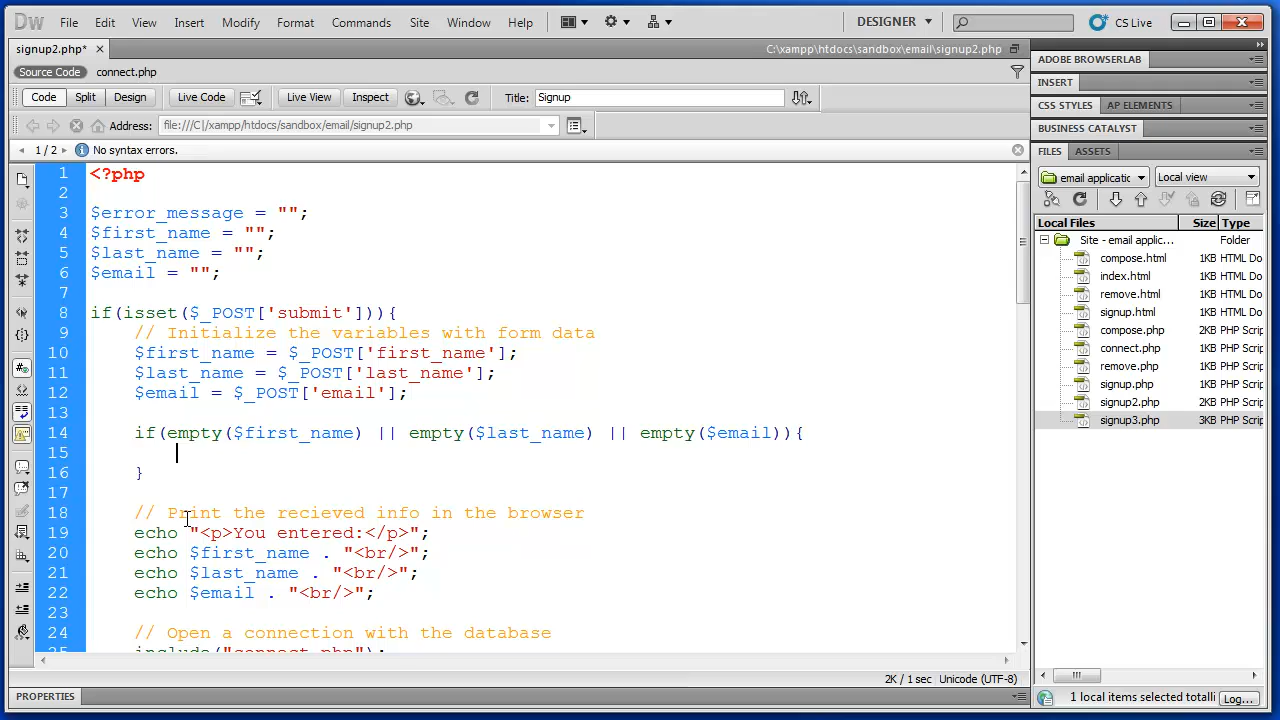 Dw File Edit View Insert Modify Format Commands Site Window Help DESIGNER CS Live
signup2.php* C:\xampp\htdocs\sandbox\email\signup2.php
Source Code connect.php
Code Split Design Live Code Live View Inspect Title: Signup
Address: file:///C|/xampp/htdocs/sandbox/email/signup2.php
1 / 2 No syntax errors.
1 <?php
2
3 $error_message = "";
4 $first_name = "";
5 $last_name = "";
6 $email = "";
7
8 if(isset($_POST['submit'])){
9 // Initialize the variables with form data
10 $first_name = $_POST['first_name'];
11 $last_name = $_POST['last_name'];
12 $email = $_POST['email'];
13
14 if(empty($first_name) || empty($last_name) || empty($email)){
15
16 }
17
18 // Print the recieved info in the browser
19 echo "<p>You entered:</p>";
20 echo $first_name . "<br/>";
21 echo $last_name . "<br/>";
22 echo $email . "<br/>";
23
24 // Open a connection with the database
25 include("connect.php");
2K / 1 sec Unicode (UTF-8)
PROPERTIES
ADOBE BROWSERLAB
INSERT
CSS STYLES AP ELEMENTS
BUSINESS CATALYST
FILES ASSETS
email applicatic Local view
Local Files Size Type
Site - email applic... Folder
compose.html 1KB HTML Do
index.html 1KB HTML Do
remove.html 1KB HTML Do
signup.html 1KB HTML Do
compose.php 2KB PHP Scrip
connect.php 1KB PHP Scrip
remove.php 1KB PHP Scrip
signup.php 1KB PHP Scrip
signup2.php 2KB PHP Scrip
signup3.php 3KB PHP Scrip
1 local items selected totalli Log...